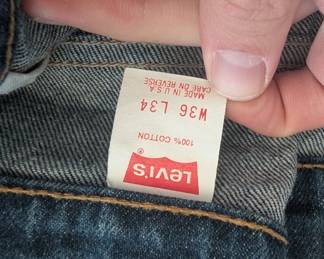 LEVI'S
®
100% COTTON
W36 L34
MADE IN U.S.A
CARE ON REVERSE